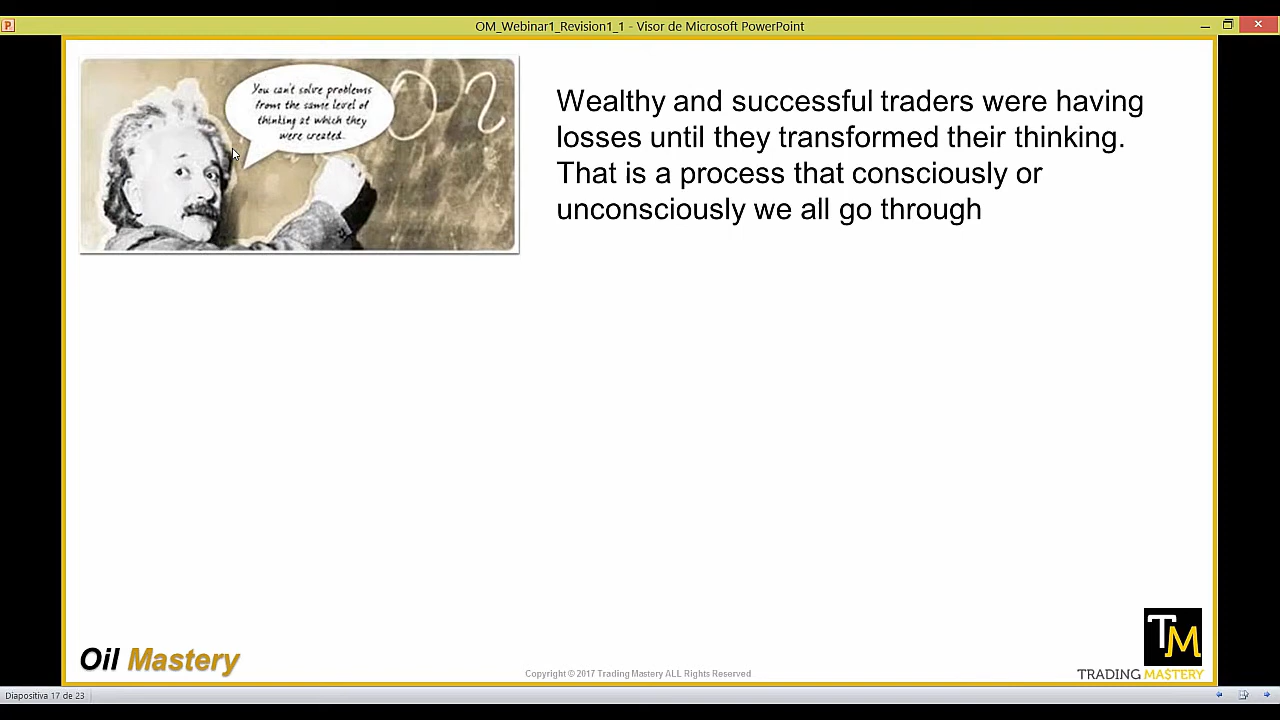 OM_Webinar1_Revision1_1 - Visor de Microsoft PowerPoint
You can't solve problems
from the same level of
thinking at which they
were created.
Wealthy and successful traders were having
losses until they transformed their thinking.
That is a process that consciously or
unconsciously we all go through
Oil Mastery
Copyright © 2017 Trading Mastery ALL Rights Reserved
TM
TRADING MASTERY
Diapositiva 17 de 23